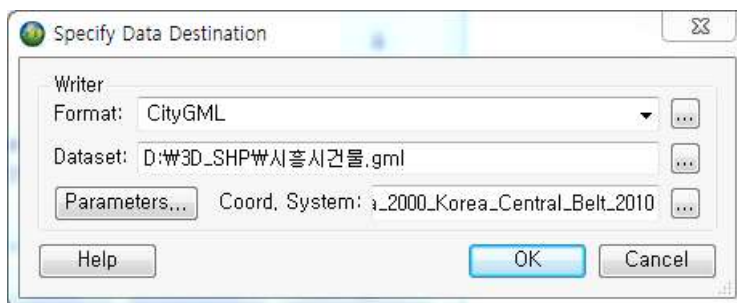 Specify Data Destination
Writer
Format: CityGML
Dataset: D:₩3D_SHP₩시흥시건물.gml
Parameters... Coord. System: a_2000_Korea_Central_Belt_2010
Help OK Cancel